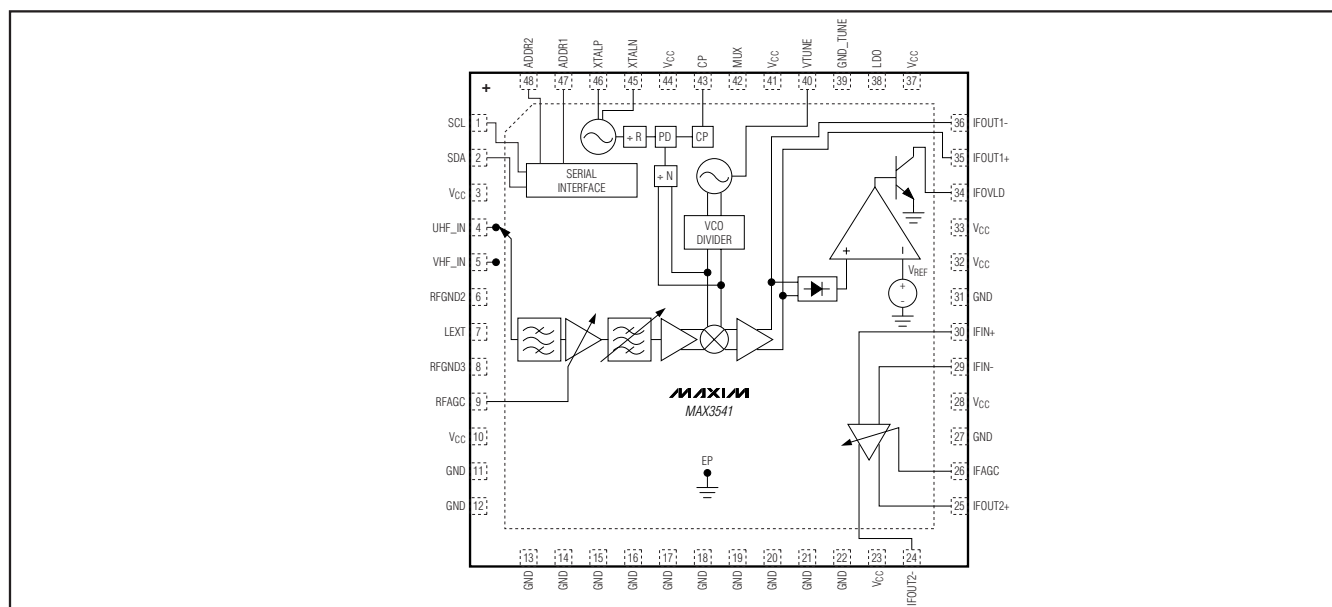 ADDR2
ADDR1
XTALP
XTALN
VCC
CP
MUX
VCC
VTUNE
GND_TUNE
LDO
VCC
48
47
46
45
44
43
42
41
40
39
38
37
+
SCL 1
SDA 2
VCC 3
UHF_IN 4
VHF_IN 5
RFGND2 6
LEXT 7
RFGND3 8
RFAGC 9
VCC 10
GND 11
GND 12
÷ R
PD
CP
÷ N
SERIAL
INTERFACE
VCO
DIVIDER
+
−
VREF
+
-
MAXIM
MAX3541
EP
36 IFOUT1-
35 IFOUT1+
34 IFOVLD
33 VCC
32 VCC
31 GND
30 IFIN+
29 IFIN-
28 VCC
27 GND
26 IFAGC
25 IFOUT2+
13
14
15
16
17
18
19
20
21
22
23
24
GND
GND
GND
GND
GND
GND
GND
GND
GND
GND
VCC
IFOUT2-